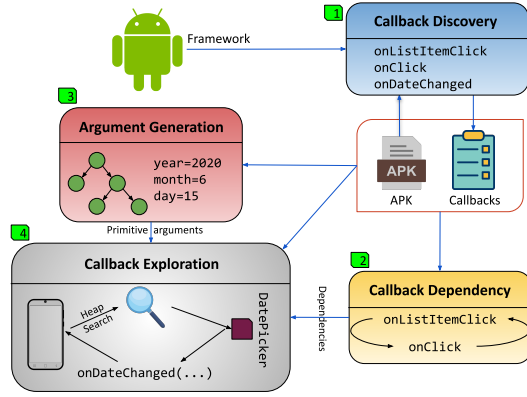 1
Callback Discovery
onListItemClick
onClick
onDateChanged
Framework
3
Argument Generation
year=2020
month=6
day=15
APK
APK
Callbacks
Primitive arguments
4
Callback Exploration
Heap
Search
DatePicker
onDateChanged(...)
Dependencies
2
Callback Dependency
onListItemClick
onClick